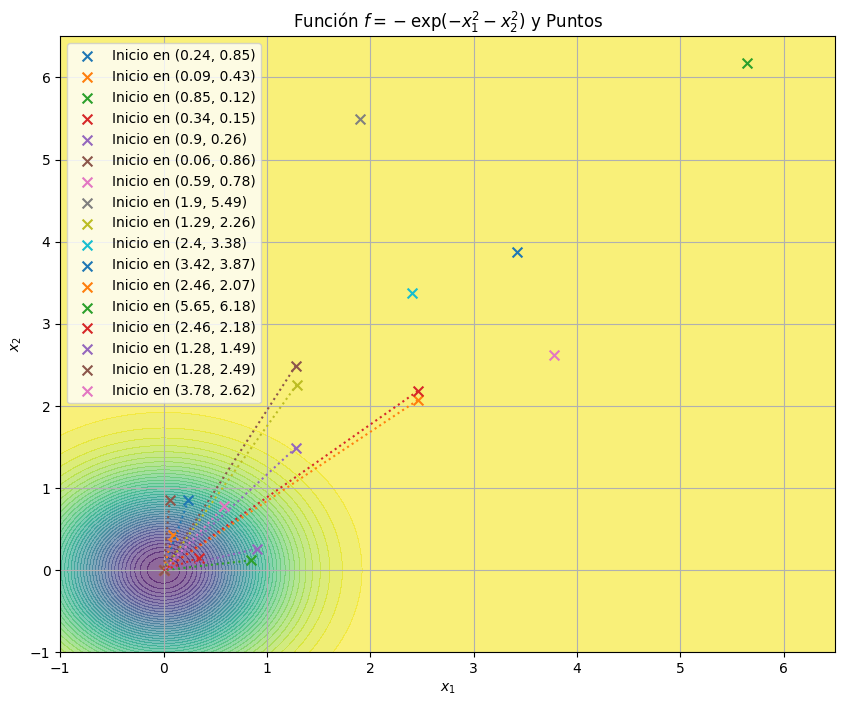 Función f = − exp(−x₁² − x₂²) y Puntos
Inicio en (0.24, 0.85)
Inicio en (0.09, 0.43)
Inicio en (0.85, 0.12)
Inicio en (0.34, 0.15)
Inicio en (0.9, 0.26)
Inicio en (0.06, 0.86)
Inicio en (0.59, 0.78)
Inicio en (1.9, 5.49)
Inicio en (1.29, 2.26)
Inicio en (2.4, 3.38)
Inicio en (3.42, 3.87)
Inicio en (2.46, 2.07)
Inicio en (5.65, 6.18)
Inicio en (2.46, 2.18)
Inicio en (1.28, 1.49)
Inicio en (1.28, 2.49)
Inicio en (3.78, 2.62)
6
5
4
3
2
1
0
−1
x₂
−1 0 1 2 3 4 5 6
x₁